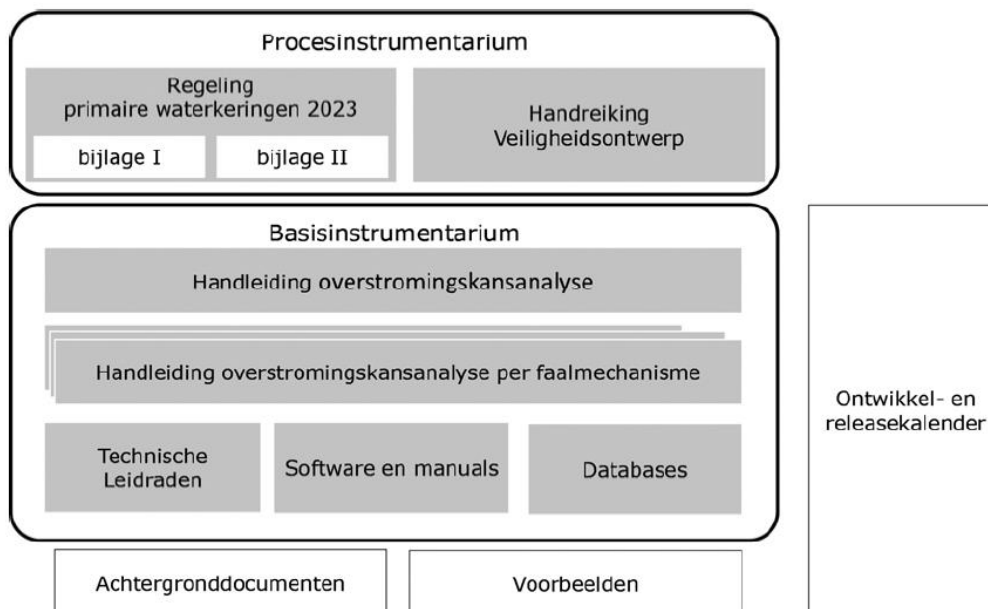 Procesinstrumentarium
Regeling
primaire waterkeringen 2023
bijlage I
bijlage II
Handreiking
Veiligheidsontwerp
Basisinstrumentarium
Handleiding overstromingskansanalyse
Handleiding overstromingskansanalyse per faalmechanisme
Technische
Leidraden
Software en manuals
Databases
Ontwikkel- en
releasekalender
Achtergronddocumenten
Voorbeelden